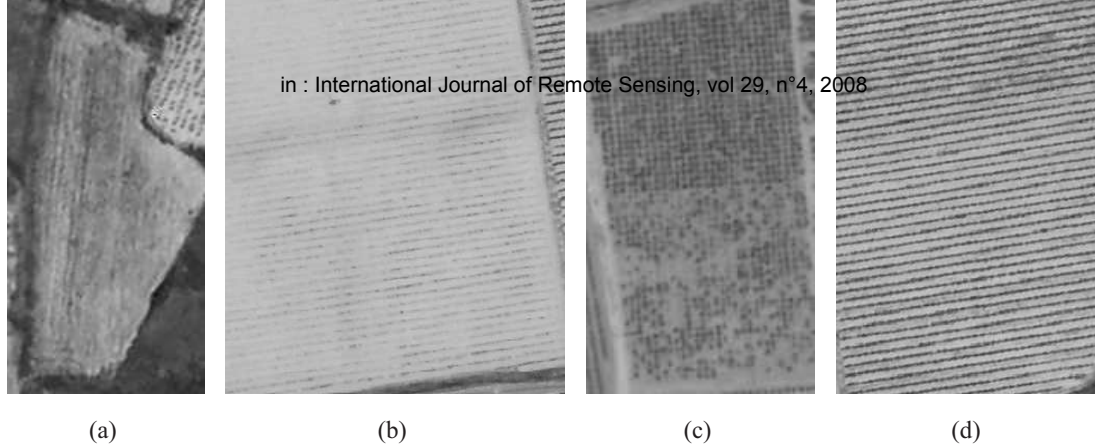 in : International Journal of Remote Sensing, vol 29, n°4, 2008
(a) (b) (c) (d)